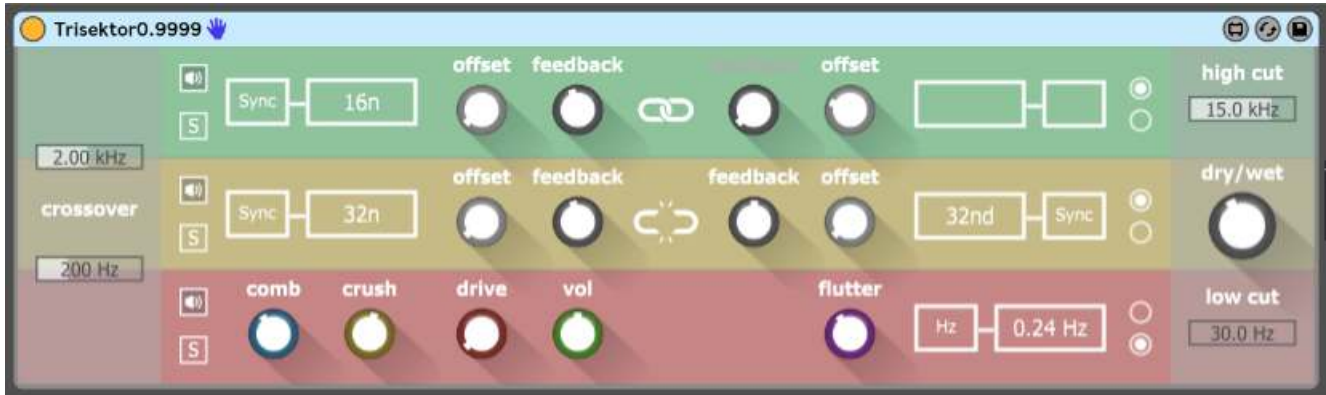 Trisektor0.9999
offset feedback offset high cut
Sync 16n 15.0 kHz
S
2.00 kHz
offset feedback feedback offset dry/wet
crossover Sync 32n 32nd Sync
S
200 Hz
comb crush drive vol flutter low cut
Hz 0.24 Hz 30.0 Hz
S